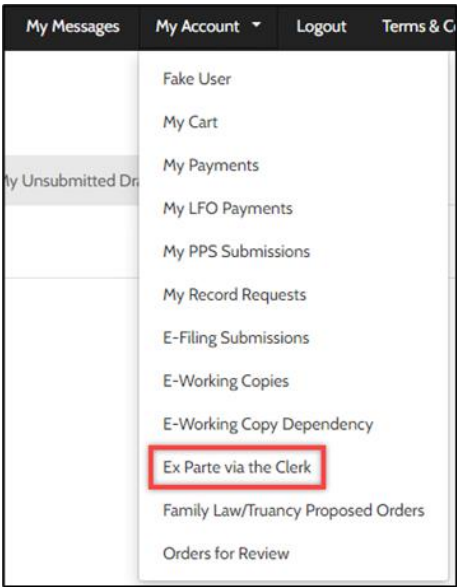 My Messages My Account Logout Terms & C
Fake User
My Cart
My Payments
My Unsubmitted Dra
My LFO Payments
My PPS Submissions
My Record Requests
E-Filing Submissions
E-Working Copies
E-Working Copy Dependency
Ex Parte via the Clerk
Family Law/Truancy Proposed Orders
Orders for Review